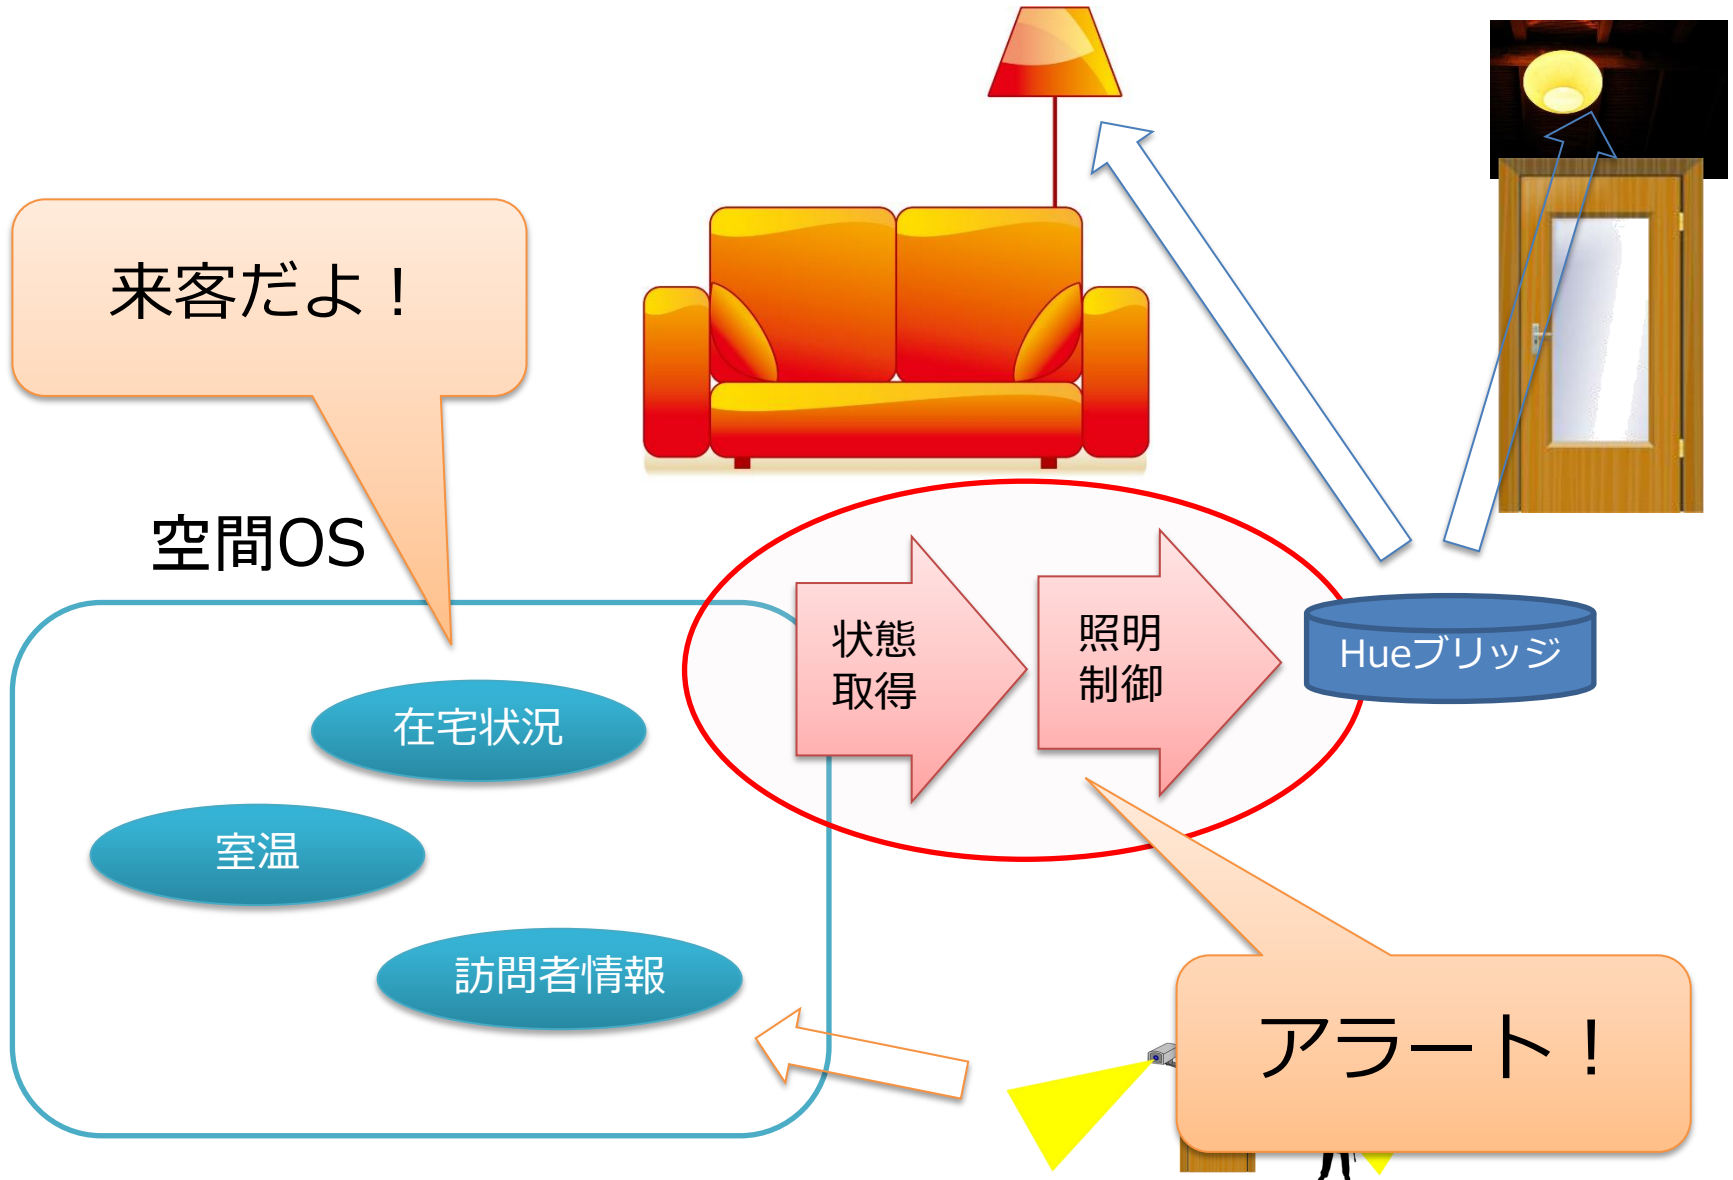 来客だよ！
空間OS
状態
取得
照明
制御
Hueブリッジ
在宅状況
室温
訪問者情報
アラート！